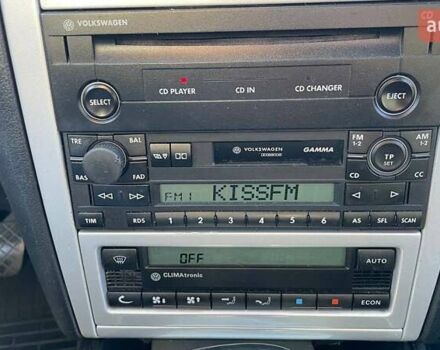 VOLKSWAGEN
CD
au
CD PLAYER CD IN CD CHANGER
SELECT
EJECT
TRE BAL
BAS FAD
VOLKSWAGEN
GAMMA
FM 1-2
AM 1-2
TP
SET
CD CC
FM1 KISSFM
TIM RDS 1 2 3 4 5 6 AS SFL SCAN
OFF
AUTO
CLIMAtronic
ECON